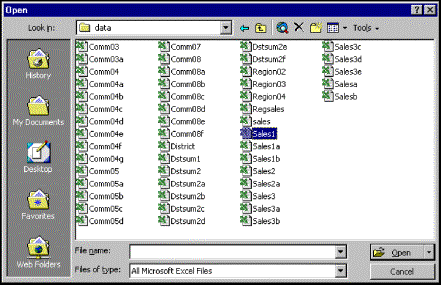 Open
Look in: data Tools
History
My Documents
Desktop
Favorites
Web Folders
Comm03
Comm03a
Comm04
Comm04a
Comm04b
Comm04c
Comm04d
Comm04e
Comm04f
Comm04g
Comm05
Comm05a
Comm05b
Comm05c
Comm05d
Comm07
Comm08
Comm08a
Comm08b
Comm08c
Comm08d
Comm08e
Comm08f
District
Dstsum1
Dstsum2
Dstsum2a
Dstsum2b
Dstsum2c
Dstsum2d
Dstsum2e
Dstsum2f
Region02
Region03
Region04
Regsales
sales
Sales1
Sales1a
Sales1b
Sales2
Sales2a
Sales3
Sales3a
Sales3b
Sales3c
Sales3d
Sales3e
Salesa
Salesb
File name: Open
Files of type: All Microsoft Excel Files Cancel